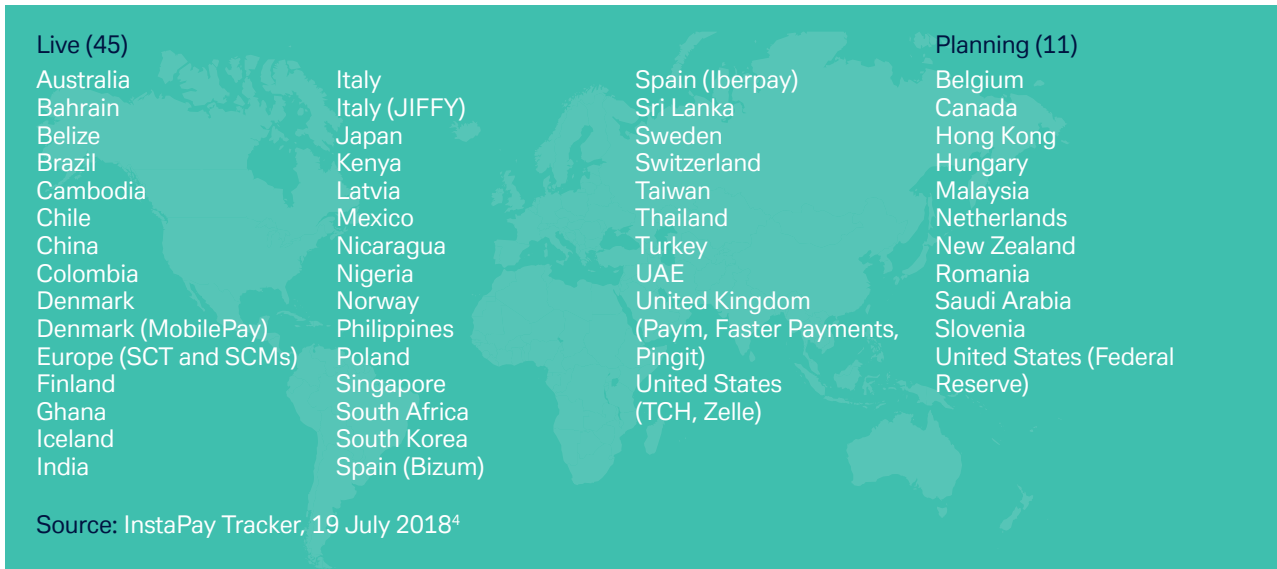 Live (45)
Australia
Bahrain
Belize
Brazil
Cambodia
Chile
China
Colombia
Denmark
Denmark (MobilePay)
Europe (SCT and SCMs)
Finland
Ghana
Iceland
India
Italy
Italy (JIFFY)
Japan
Kenya
Latvia
Mexico
Nicaragua
Nigeria
Norway
Philippines
Poland
Singapore
South Africa
South Korea
Spain (Bizum)
Spain (Iberpay)
Sri Lanka
Sweden
Switzerland
Taiwan
Thailand
Turkey
UAE
United Kingdom
(Paym, Faster Payments,
Pingit)
United States
(TCH, Zelle)
Planning (11)
Belgium
Canada
Hong Kong
Hungary
Malaysia
Netherlands
New Zealand
Romania
Saudi Arabia
Slovenia
United States (Federal
Reserve)
Source: InstaPay Tracker, 19 July 2018⁴